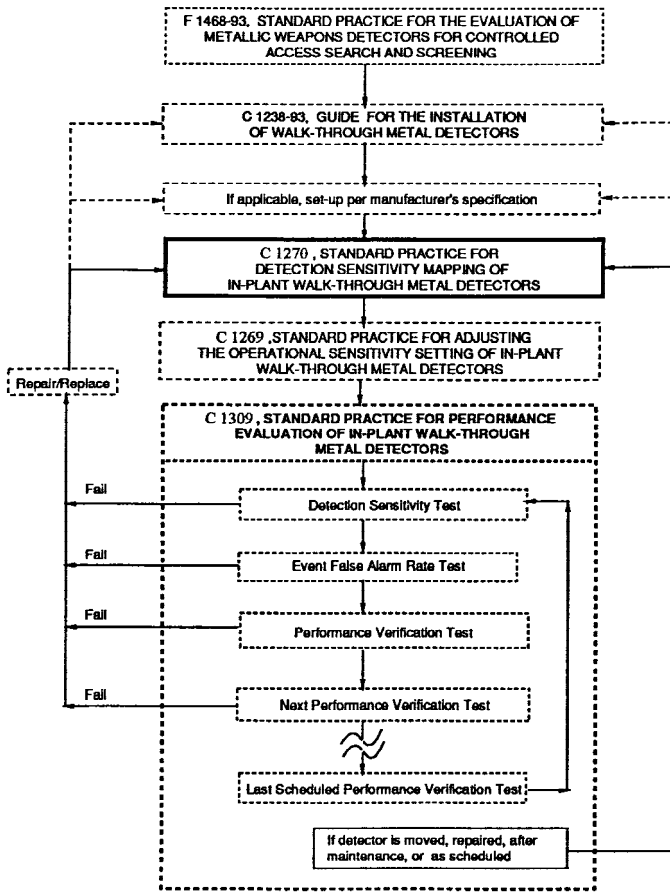 F 1468-93, STANDARD PRACTICE FOR THE EVALUATION OF
METALLIC WEAPONS DETECTORS FOR CONTROLLED
ACCESS SEARCH AND SCREENING
C 1238-93, GUIDE FOR THE INSTALLATION
OF WALK-THROUGH METAL DETECTORS
If applicable, set-up per manufacturer's specification
C 1270 , STANDARD PRACTICE FOR
DETECTION SENSITIVITY MAPPING OF
IN-PLANT WALK-THROUGH METAL DETECTORS
C 1269 ,STANDARD PRACTICE FOR ADJUSTING
THE OPERATIONAL SENSITIVITY SETTING OF IN-PLANT
WALK-THROUGH METAL DETECTORS
Repair/Replace
C 1309 , STANDARD PRACTICE FOR PERFORMANCE
EVALUATION OF IN-PLANT WALK-THROUGH
METAL DETECTORS
Fail
Detection Sensitivity Test
Fail
Event False Alarm Rate Test
Fail
Performance Verification Test
Fail
Next Performance Verification Test
Last Scheduled Performance Verification Test
If detector is moved, repaired, after
maintenance, or as scheduled